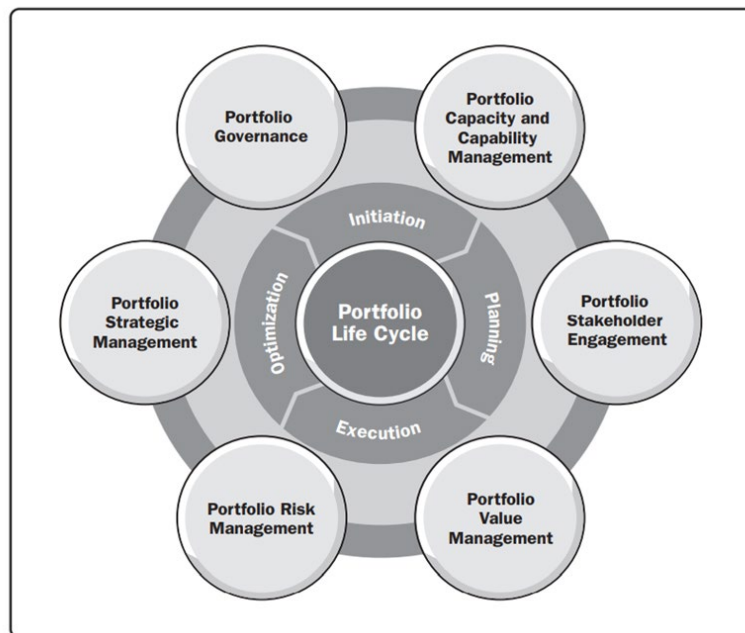 Portfolio
Governance
Portfolio
Capacity and
Capability
Management
Initiation
Portfolio
Strategic
Management
Optimization
Portfolio
Life Cycle
Planning
Portfolio
Stakeholder
Engagement
Execution
Portfolio Risk
Management
Portfolio
Value
Management